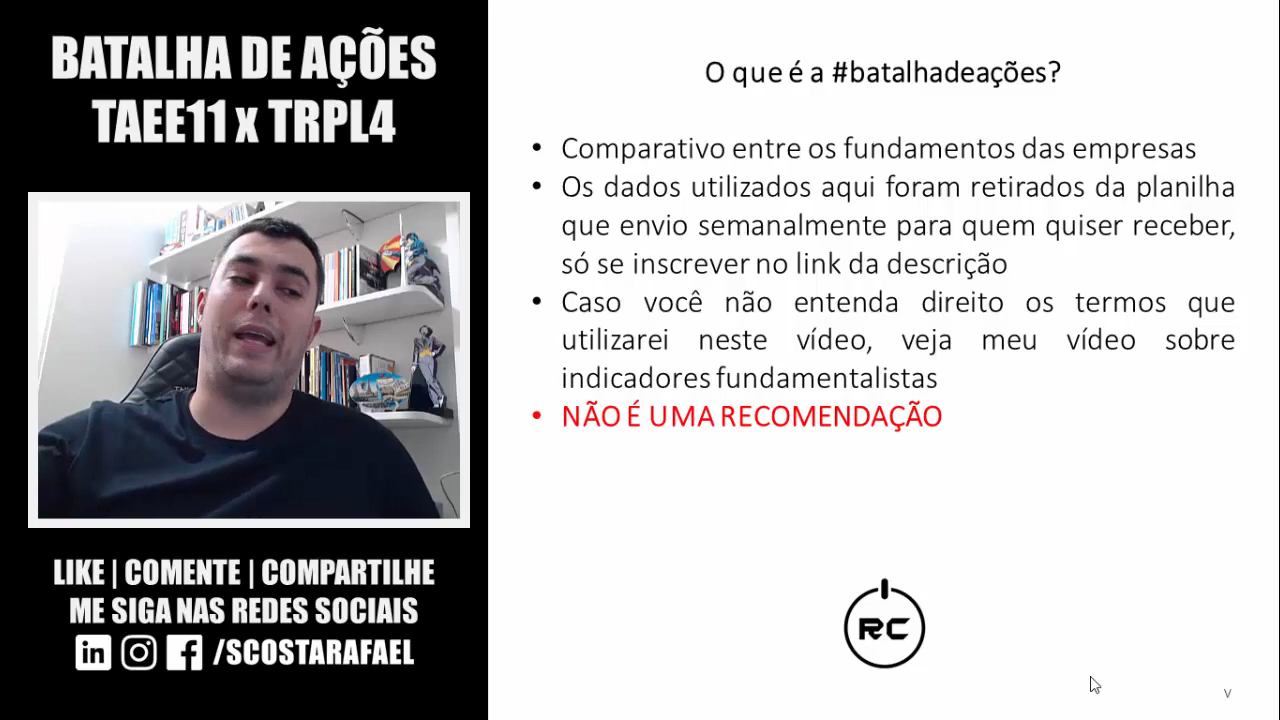 BATALHA DE AÇÕES
TAEE11 x TRPL4
LIKE | COMENTE | COMPARTILHE
ME SIGA NAS REDES SOCIAIS
in
/SCOSTARAFAEL
O que é a #batalhadeações?
• Comparativo entre os fundamentos das empresas
• Os dados utilizados aqui foram retirados da planilha
que envio semanalmente para quem quiser receber,
só se inscrever no link da descrição
• Caso você não entenda direito os termos que
utilizarei neste vídeo, veja meu vídeo sobre
indicadores fundamentalistas
• NÃO É UMA RECOMENDAÇÃO
RC
V